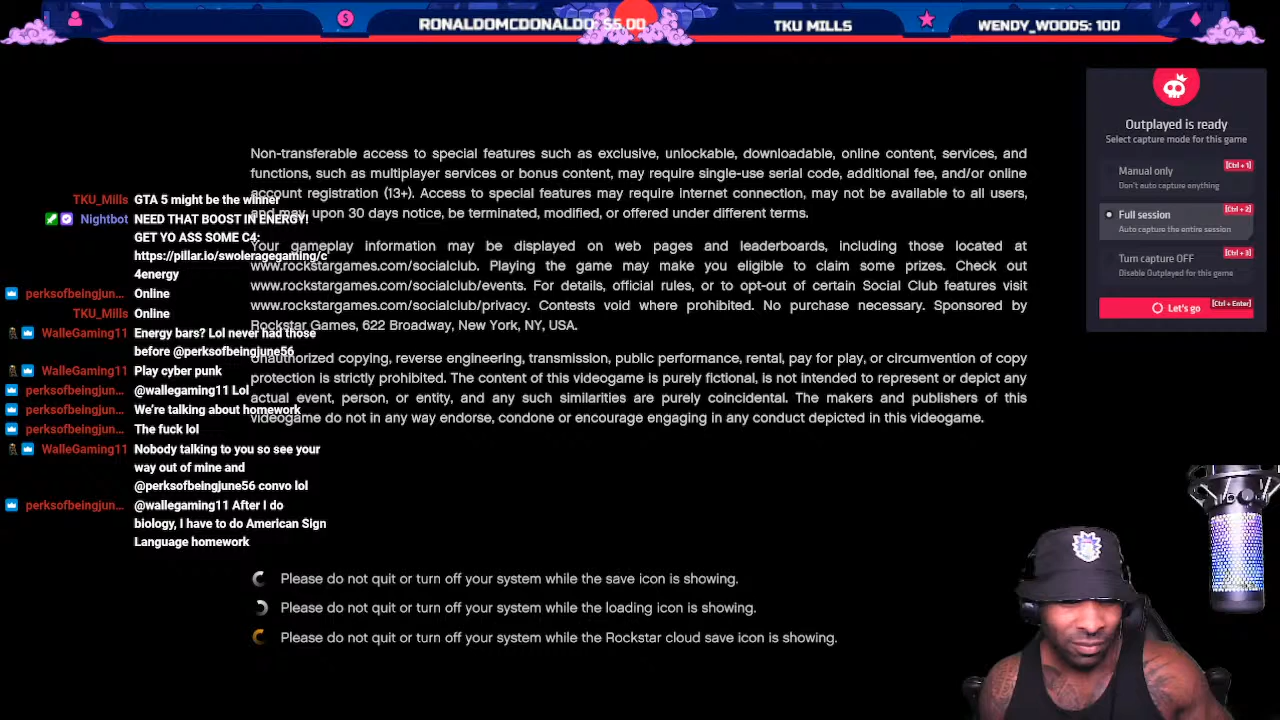 RONALDOMCDONALDO: $5.00
TKU MILLS
WENDY_WOODS: 100
Outplayed is ready
Select capture mode for this game
Manual only [Ctrl + 1]
Don't auto capture anything
Full session [Ctrl + 2]
Auto capture the entire session
Turn capture OFF [Ctrl + 3]
Disable Outplayed for this game
Let's go [Ctrl + Enter]
Non-transferable access to special features such as exclusive, unlockable, downloadable, online content, services, and
functions, such as multiplayer services or bonus content, may require single-use serial code, additional fee, and/or online
account registration (13+). Access to special features may require internet connection, may not be available to all users,
and may, upon 30 days notice, be terminated, modified, or offered under different terms.
Your gameplay information may be displayed on web pages and leaderboards, including those located at
www.rockstargames.com/socialclub. Playing the game may make you eligible to claim some prizes. Check out
www.rockstargames.com/socialclub/events. For details, official rules, or to opt-out of certain Social Club features visit
www.rockstargames.com/socialclub/privacy. Contests void where prohibited. No purchase necessary. Sponsored by
Rockstar Games, 622 Broadway, New York, NY, USA.
Unauthorized copying, reverse engineering, transmission, public performance, rental, pay for play, or circumvention of copy
protection is strictly prohibited. The content of this videogame is purely fictional, is not intended to represent or depict any
actual event, person, or entity, and any such similarities are purely coincidental. The makers and publishers of this
videogame do not in any way endorse, condone or encourage engaging in any conduct depicted in this videogame.
TKU_Mills GTA 5 might be the winner
Nightbot NEED THAT BOOST IN ENERGY!
GET YO ASS SOME C4:
https://pillar.io/swoleragegaming/c
4energy
perksofbeingjun... Online
TKU_Mills Online
WalleGaming11 Energy bars? Lol never had those
before @perksofbeingjune56
WalleGaming11 Play cyber punk
perksofbeingjun... @wallegaming11 Lol
perksofbeingjun... We're talking about homework
perksofbeingjun... The fuck lol
WalleGaming11 Nobody talking to you so see your
way out of mine and
@perksofbeingjune56 convo lol
perksofbeingjun... @wallegaming11 After I do
biology, I have to do American Sign
Language homework
Please do not quit or turn off your system while the save icon is showing.
Please do not quit or turn off your system while the loading icon is showing.
Please do not quit or turn off your system while the Rockstar cloud save icon is showing.